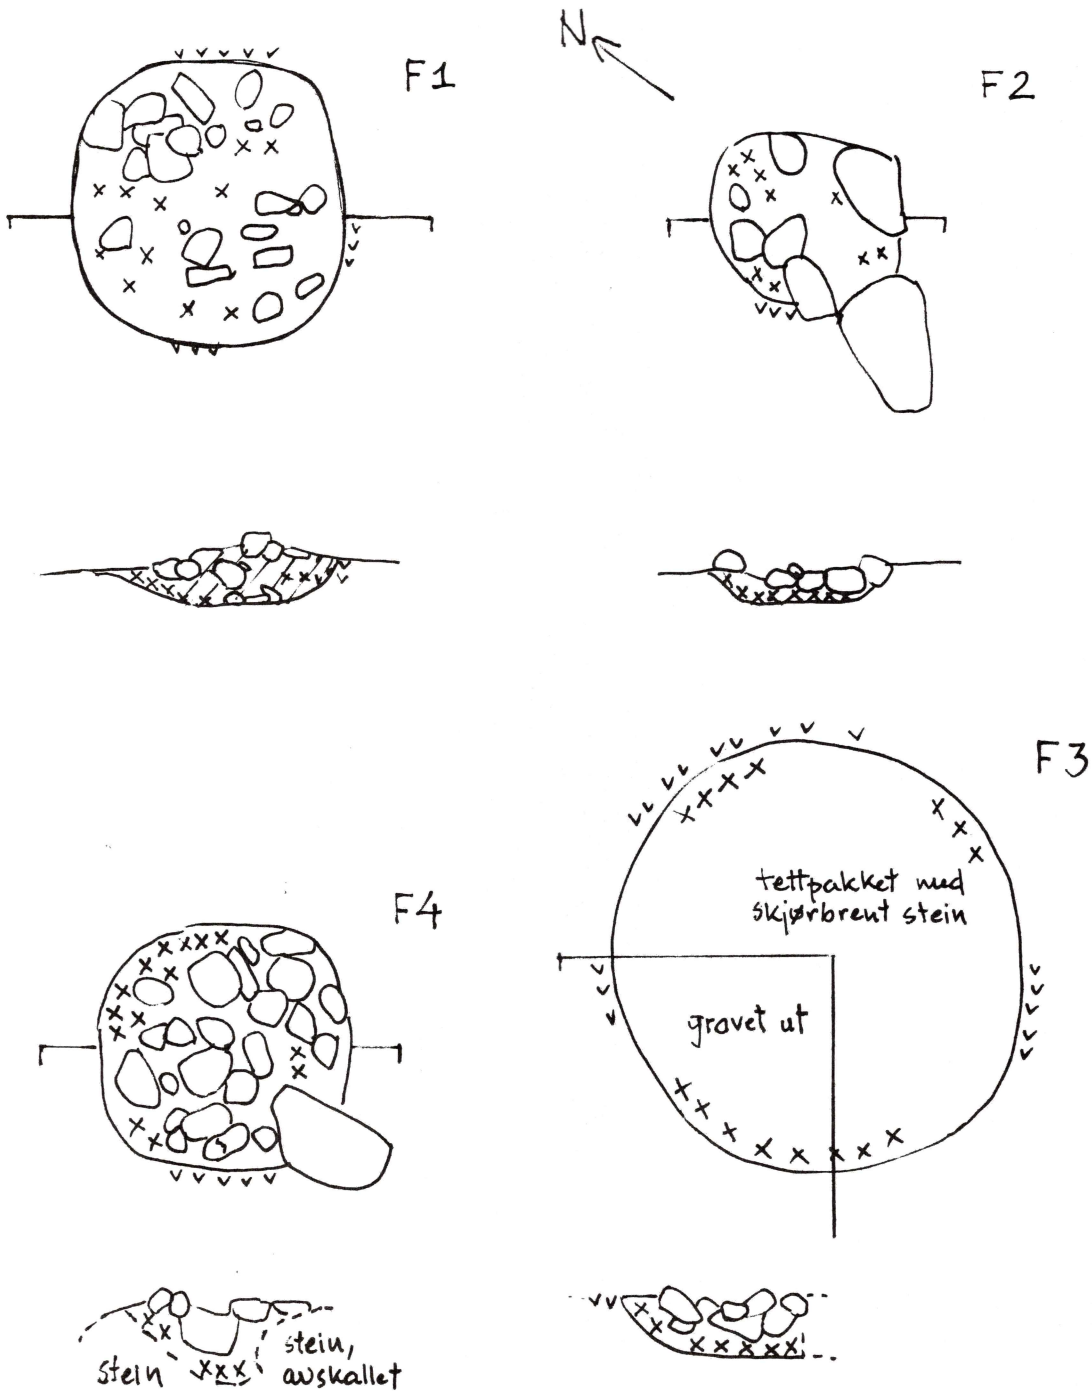 F1
N
F2
F3
tettpakket med
skjørbrent stein
gravet ut
F4
stein
stein,
avskallet